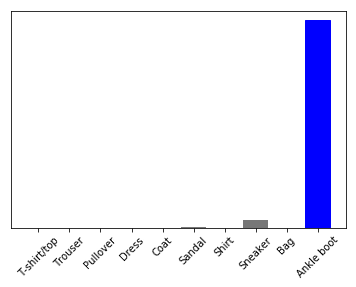 T-shirt/top
Trouser
Pullover
Dress
Coat
Sandal
Shirt
Sneaker
Bag
Ankle boot